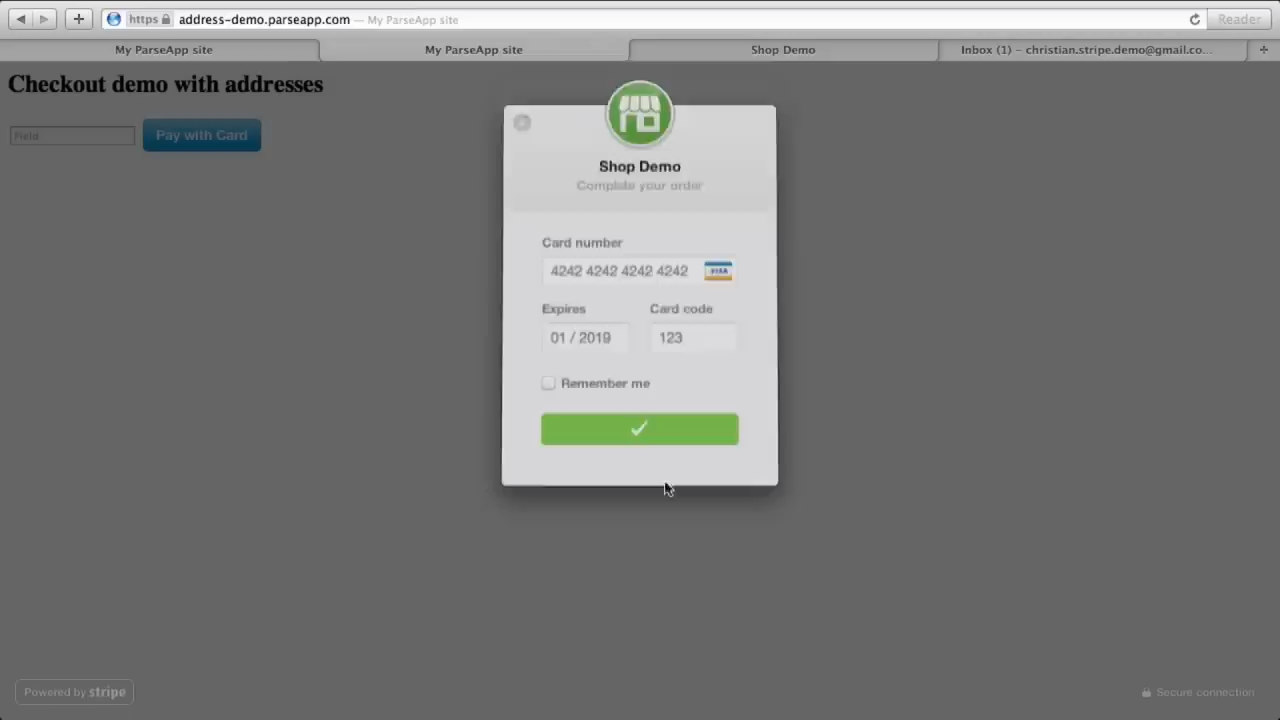 https address-demo.parseapp.com — My ParseApp site Reader
My ParseApp site My ParseApp site Shop Demo Inbox (1) – christian.stripe.demo@gmail.co...
Checkout demo with addresses
Field Pay with Card
Shop Demo
Complete your order
Card number
4242 4242 4242 4242 VISA
Expires Card code
01 / 2019 123
Remember me
Powered by stripe Secure connection